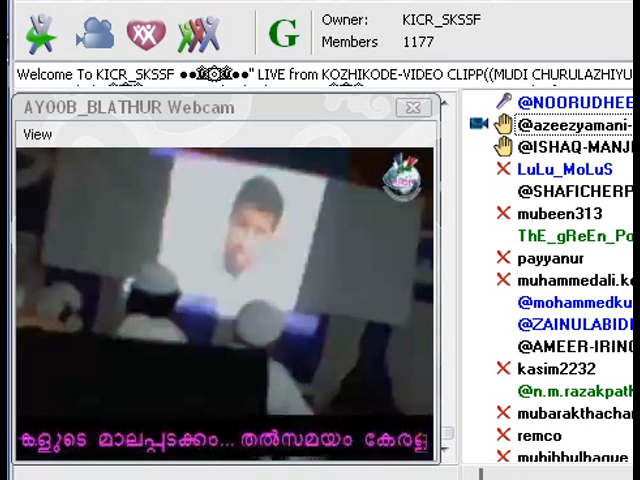 Owner: KICR_SKSSF
Members 1177
Welcome To KICR_SKSSF ●●۞●●" LIVE from KOZHIKODE-VIDEO CLIPP((MUDI CHURULAZHIYU
AYOOB_BLATHUR Webcam
View
കളുടെ മാലപ്പടക്കം... തൽസമയം കേരള
@NOORUDHEE
@azeezyamani-
@ISHAQ-MANJ
LuLu_MoLuS
@SHAFICHERP
mubeen313
ThE_gReEn_Po
payyanur
muhammedali.ko
@mohammedku
@ZAINULABIDI
@AMEER-IRING
kasim2232
@n.m.razakpath
mubarakthachar
remco
muhibbulhaque